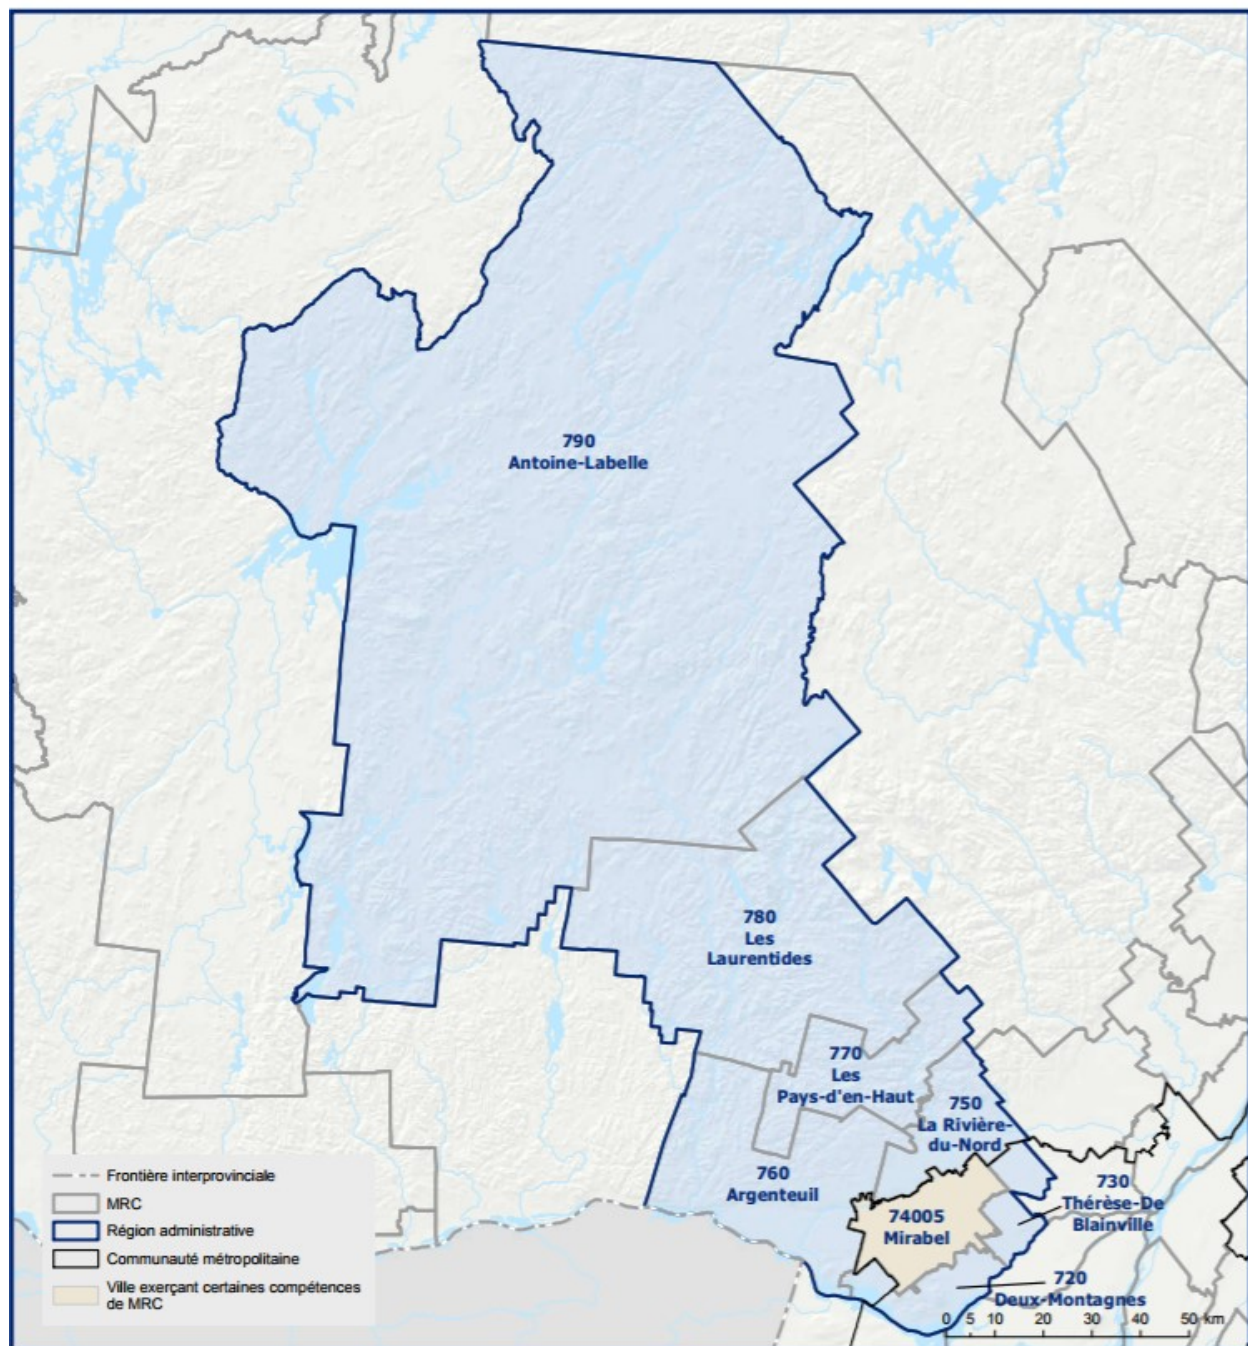 790
Antoine-Labelle
780
Les
Laurentides
770
Les
Pays-d'en-Haut
750
La Rivière-
du-Nord
760
Argenteuil
730
Thérèse-De
Blainville
74005
Mirabel
720
Deux-Montagnes
Frontière interprovinciale
MRC
Région administrative
Communauté métropolitaine
Ville exerçant certaines compétences
de MRC
0 5 10 20 30 40 50 km